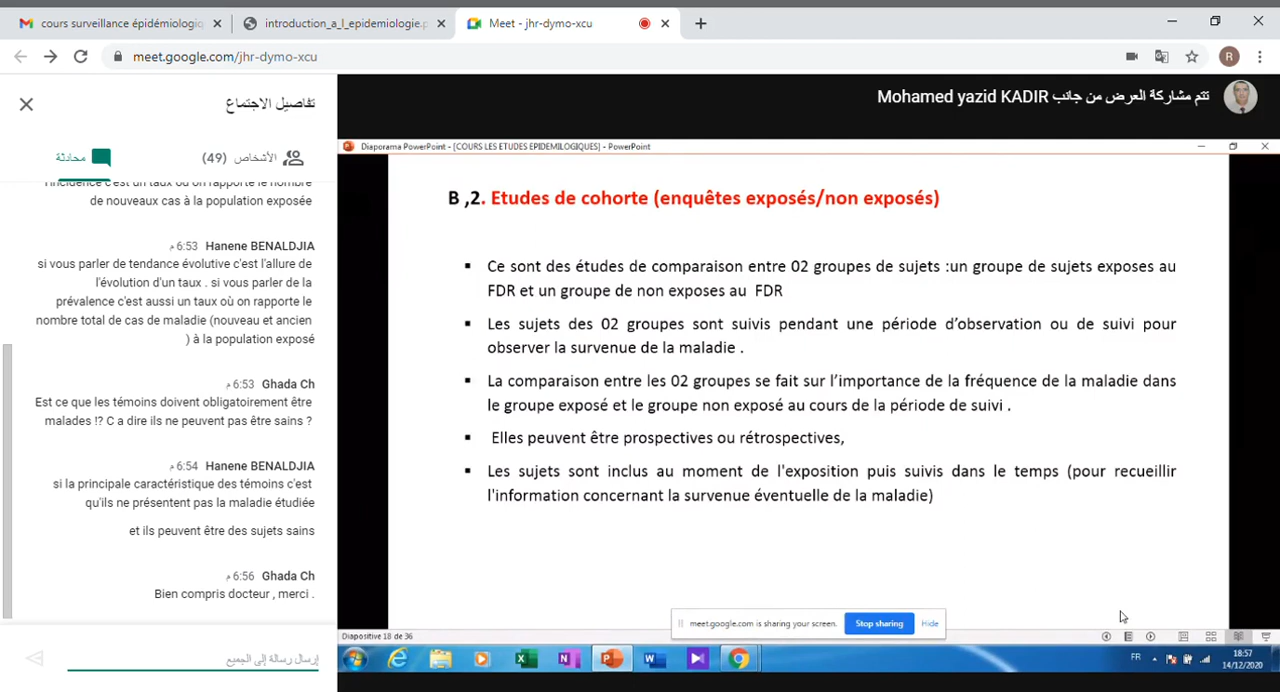 cours surveillance épidémiologiq
introduction_a_l_epidemiologie.p
Meet - jhr-dymo-xcu
meet.google.com/jhr-dymo-xcu
R
تفاصيل الاجتماع
الأشخاص (49)
محادثة
l'incidence c'est un taux où on rapporte le nombre
de nouveaux cas à la population exposée
Hanene BENALDJIA 6:53 م
si vous parler de tendance évolutive c'est l'allure de
l'évolution d'un taux . si vous parler de la
prévalence c'est aussi un taux où on rapporte le
nombre total de cas de maladie (nouveau et ancien
) à la population exposé
Ghada Ch 6:53 م
Est ce que les témoins doivent obligatoirement être
malades !? C a dire ils ne peuvent pas être sains ?
Hanene BENALDJIA 6:54 م
si la principale caractéristique des témoins c'est
qu'ils ne présentent pas la maladie étudiée
et ils peuvent être des sujets sains
Ghada Ch 6:56 م
Bien compris docteur , merci .
إرسال رسالة إلى الجميع
تتم مشاركة العرض من جانب Mohamed yazid KADIR
Diaporama PowerPoint - [COURS LES ETUDES EPIDEMILOGIQUES] - PowerPoint
B ,2. Etudes de cohorte (enquêtes exposés/non exposés)
▪ Ce sont des études de comparaison entre 02 groupes de sujets :un groupe de sujets exposes au
FDR et un groupe de non exposes au FDR
▪ Les sujets des 02 groupes sont suivis pendant une période d'observation ou de suivi pour
observer la survenue de la maladie .
▪ La comparaison entre les 02 groupes se fait sur l'importance de la fréquence de la maladie dans
le groupe exposé et le groupe non exposé au cours de la période de suivi .
▪ Elles peuvent être prospectives ou rétrospectives,
▪ Les sujets sont inclus au moment de l'exposition puis suivis dans le temps (pour recueillir
l'information concernant la survenue éventuelle de la maladie)
meet.google.com is sharing your screen. Stop sharing Hide
Diapositive 18 de 36
FR
18:57
14/12/2020